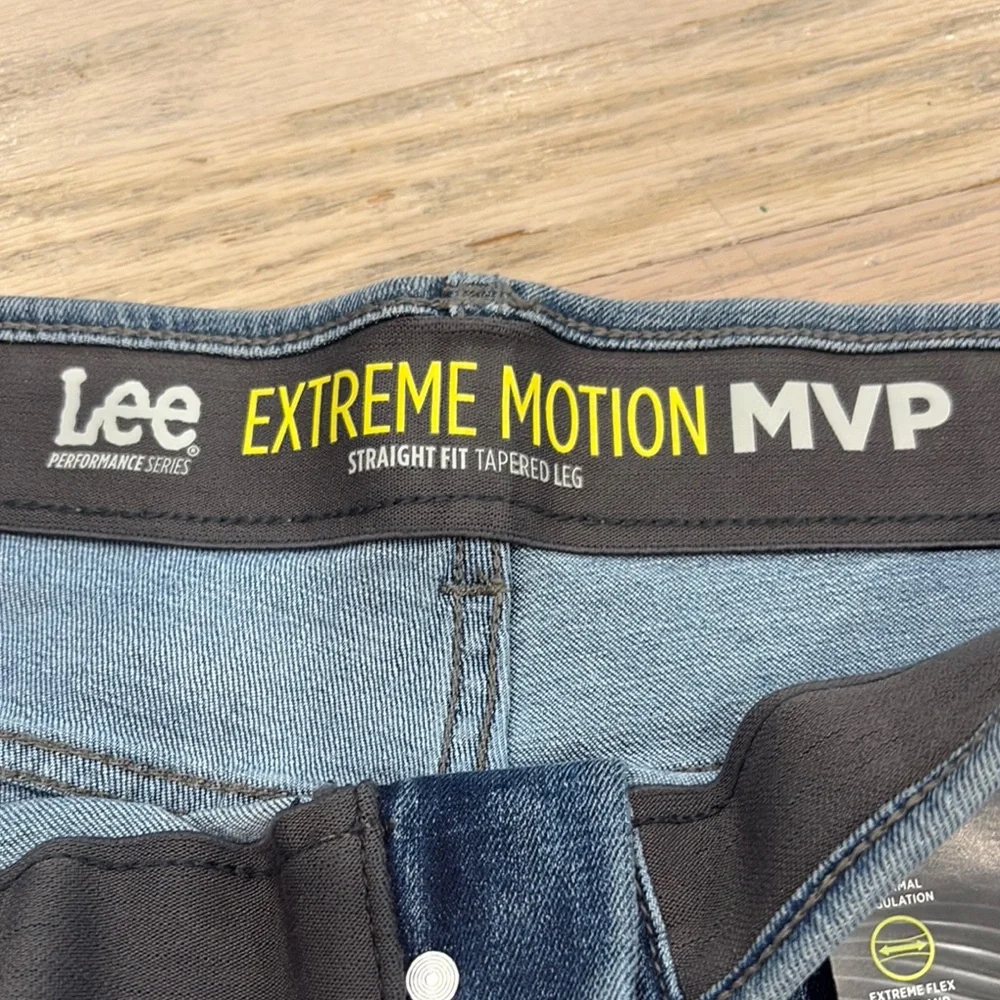 Lee® EXTREME MOTION MVP
PERFORMANCE SERIES STRAIGHT FIT TAPERED LEG
EXTREME FLEX